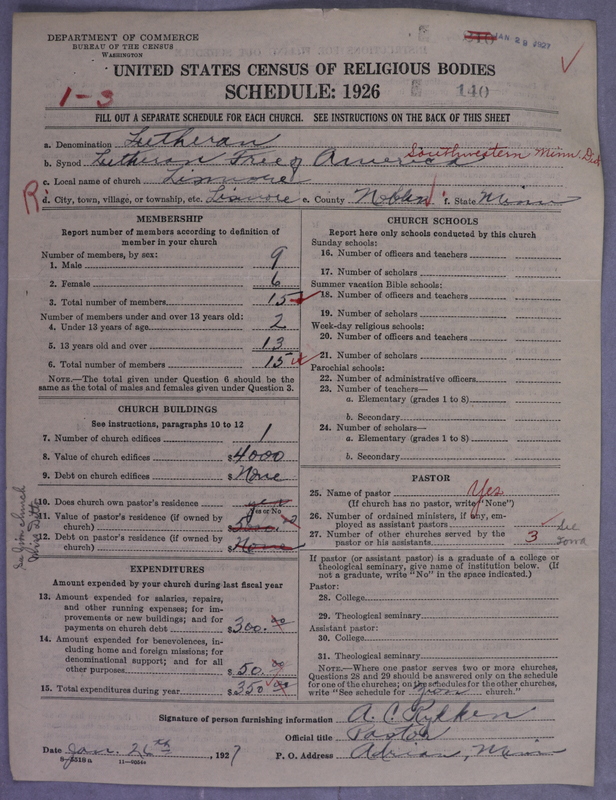 DEPARTMENT OF COMMERCE
BUREAU OF THE CENSUS
WASHINGTON
JAN 28 1927
UNITED STATES CENSUS OF RELIGIOUS BODIES
SCHEDULE: 1926
1-3
140
FILL OUT A SEPARATE SCHEDULE FOR EACH CHURCH. SEE INSTRUCTIONS ON THE BACK OF THIS SHEET
a. Denomination Lutheran
b. Synod Lutheran Free of America Southwestern Minn. Dist
c. Local name of church Lismore
R
d. City, town, village, or township, etc. Lismore e. County Nobles f. State Minn
MEMBERSHIP
Report number of members according to definition of
member in your church
Number of members, by sex:
1. Male 9
2. Female 6
3. Total number of members 15
Number of members under and over 13 years old:
4. Under 13 years of age 2
5. 13 years old and over 13
6. Total number of members 15
NOTE.—The total given under Question 6 should be the
same as the total of males and females given under Question 3.
CHURCH BUILDINGS
See instructions, paragraphs 10 to 12
7. Number of church edifices 1
8. Value of church edifices $4000
9. Debt on church edifices $None
10. Does church own pastor's residence yes
Yes or No
11. Value of pastor's residence (if owned by
church) $
12. Debt on pastor's residence (if owned by
church) $None
EXPENDITURES
Amount expended by your church during last fiscal year
13. Amount expended for salaries, repairs,
and other running expenses; for im-
provements or new buildings; and for
payments on church debt $300.00
14. Amount expended for benevolences, in-
cluding home and foreign missions; for
denominational support; and for all
other purposes $50.00
15. Total expenditures during year $350.00
CHURCH SCHOOLS
Report here only schools conducted by this church
Sunday schools:
16. Number of officers and teachers
17. Number of scholars
Summer vacation Bible schools:
18. Number of officers and teachers
19. Number of scholars
Week-day religious schools:
20. Number of officers and teachers
21. Number of scholars
Parochial schools:
22. Number of administrative officers
23. Number of teachers—
a. Elementary (grades 1 to 8)
b. Secondary
24. Number of scholars—
a. Elementary (grades 1 to 8)
b. Secondary
PASTOR
25. Name of pastor Yes
(If church has no pastor, write "None")
26. Number of ordained ministers, if any, em-
ployed as assistant pastors
27. Number of other churches served by the
pastor or his assistants 3 See Iowa
If pastor (or assistant pastor) is a graduate of a college or
theological seminary, give name of institution below. (If
not a graduate, write "No" in the space indicated.)
Pastor:
28. College
29. Theological seminary
Assistant pastor:
30. College
31. Theological seminary
NOTE.—Where one pastor serves two or more churches,
Questions 28 and 29 should be answered only on the schedule
for one of the churches; on the schedules for the other churches,
write "See schedule for Zion church."
Signature of person furnishing information A. C. Rykken
Official title Pastor
Date Jan. 26th, 1927 P. O. Address Adrian, Minn
11-2034